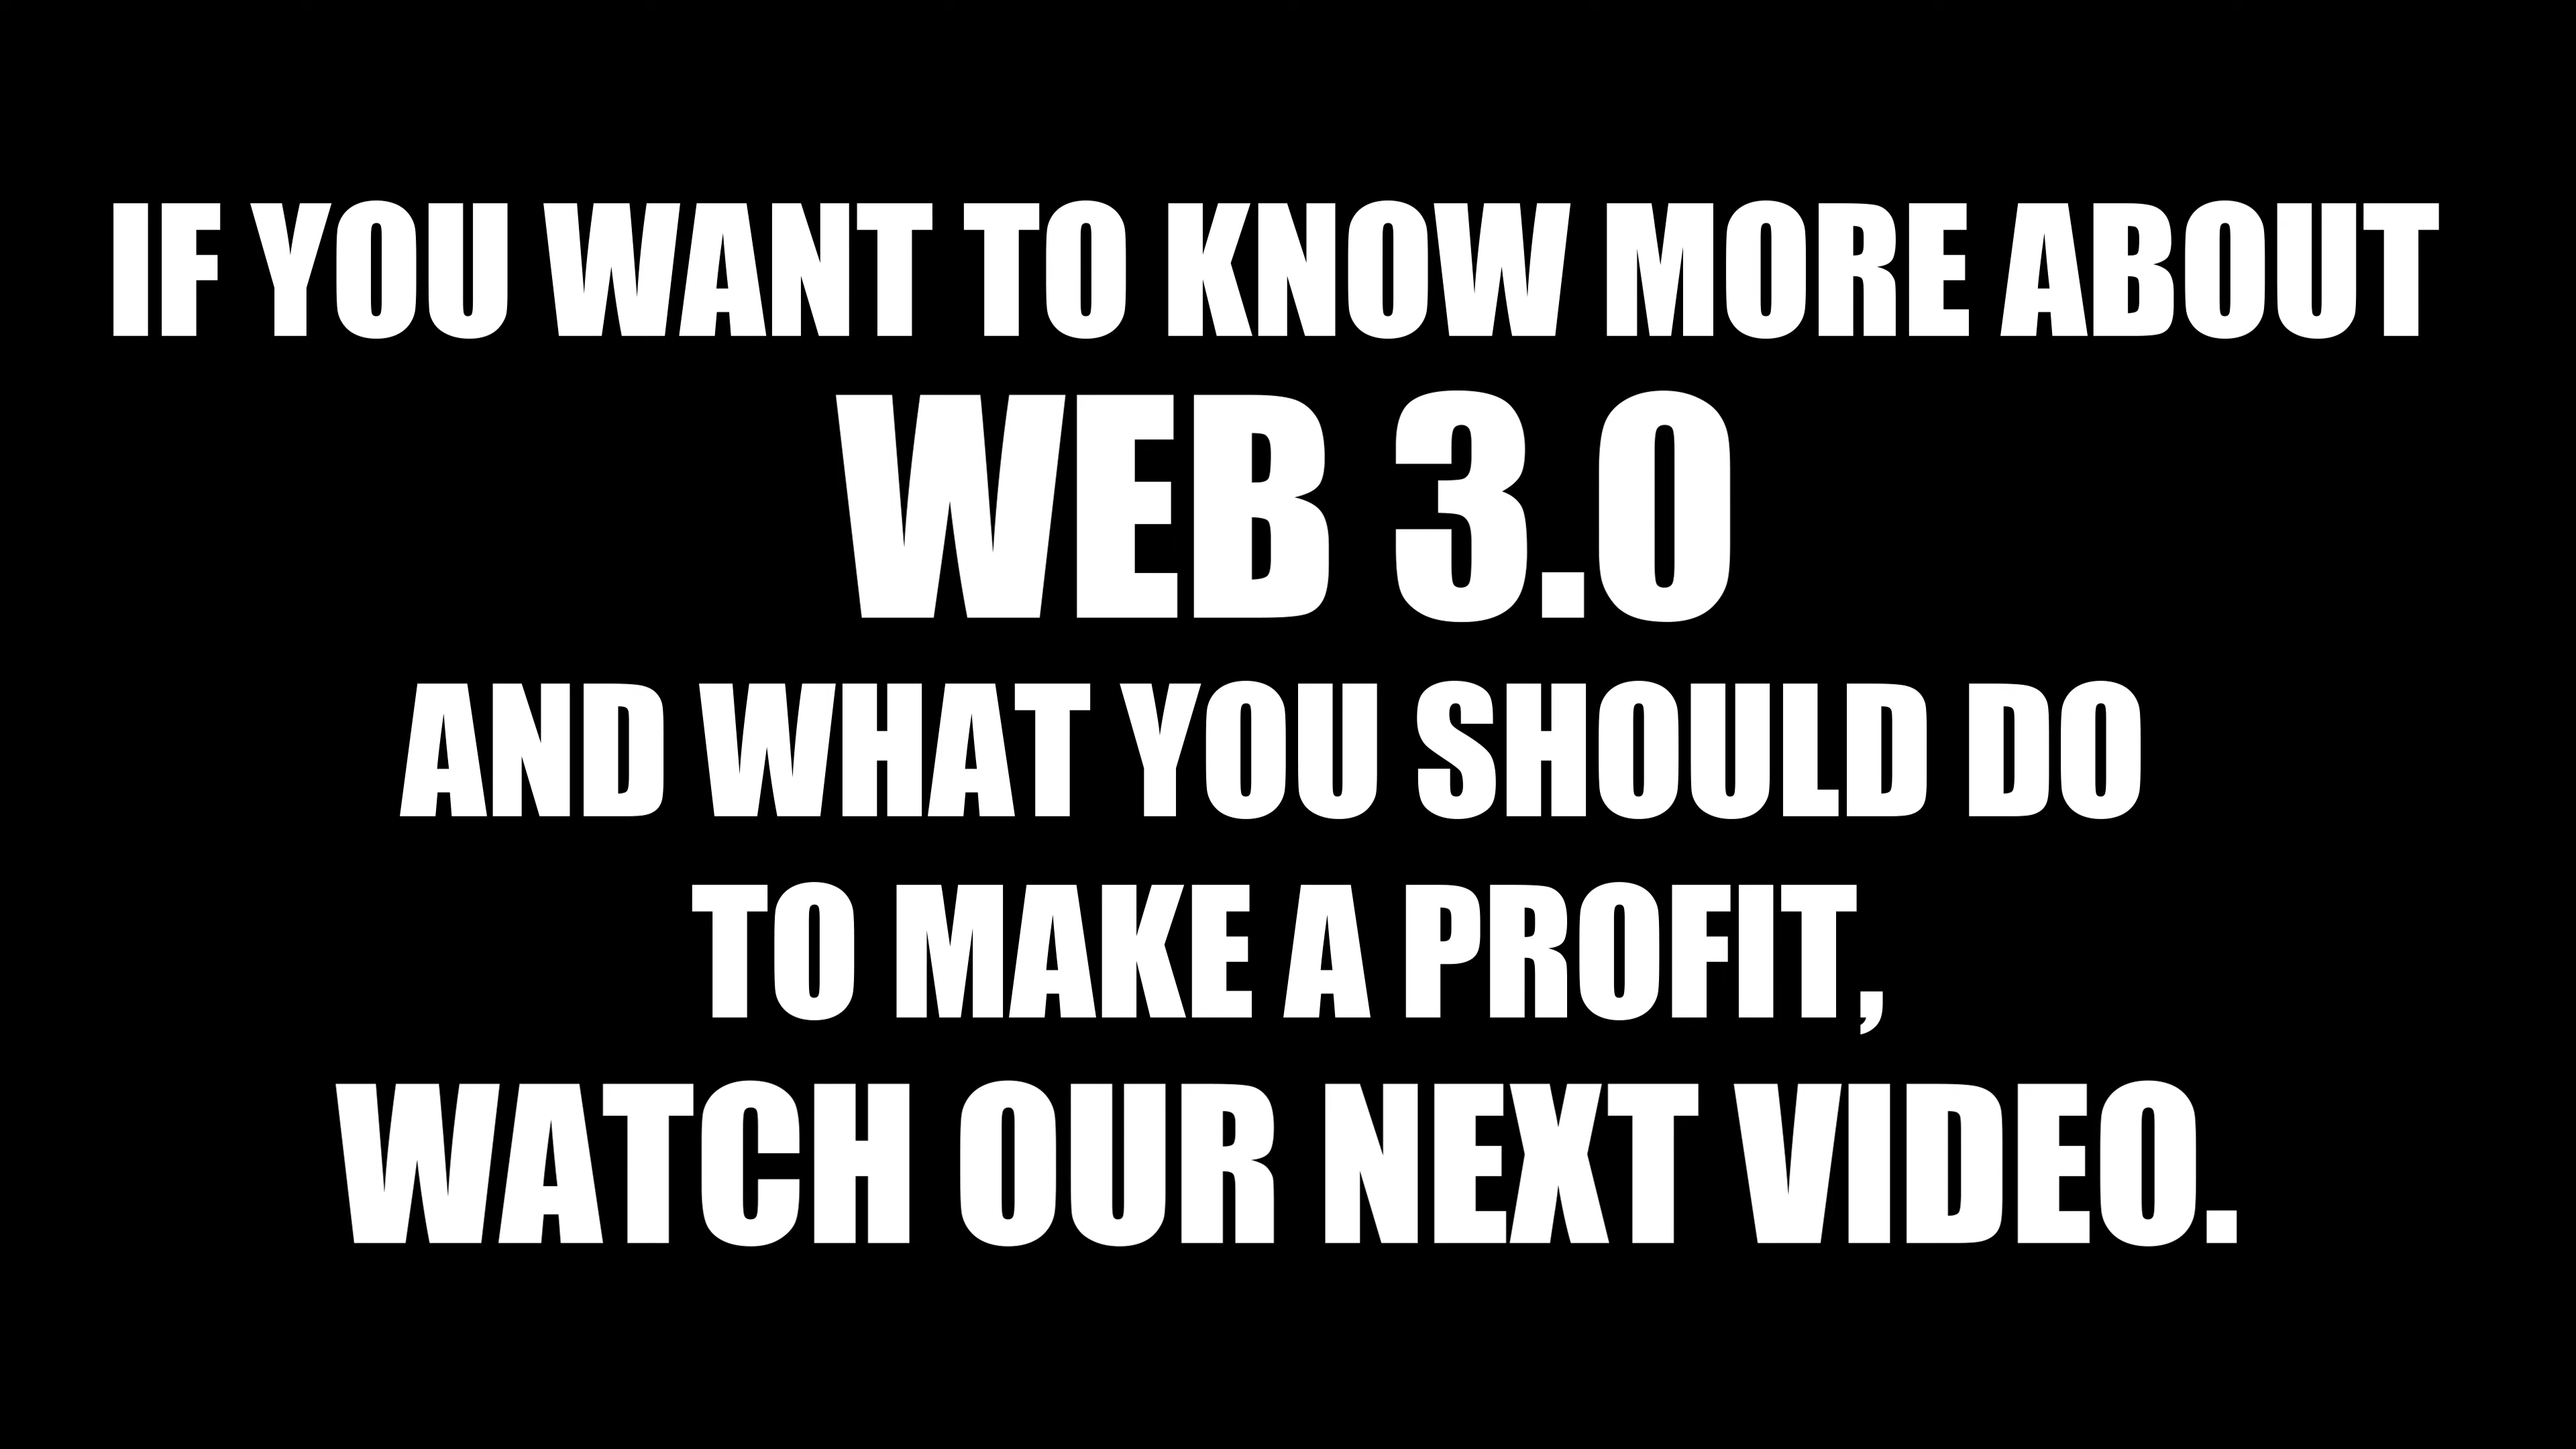 IF YOU WANT TO KNOW MORE ABOUT
WEB 3.0
AND WHAT YOU SHOULD DO
TO MAKE A PROFIT,
WATCH OUR NEXT VIDEO.